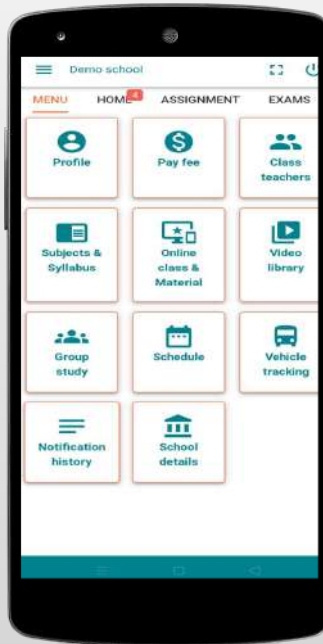 Demo school
MENU HOME 4 ASSIGNMENT EXAMS
Profile
Pay fee
Class
teachers
Subjects &
Syllabus
Online
class &
Material
Video
library
Group
study
Schedule
Vehicle
tracking
Notification
history
School
details